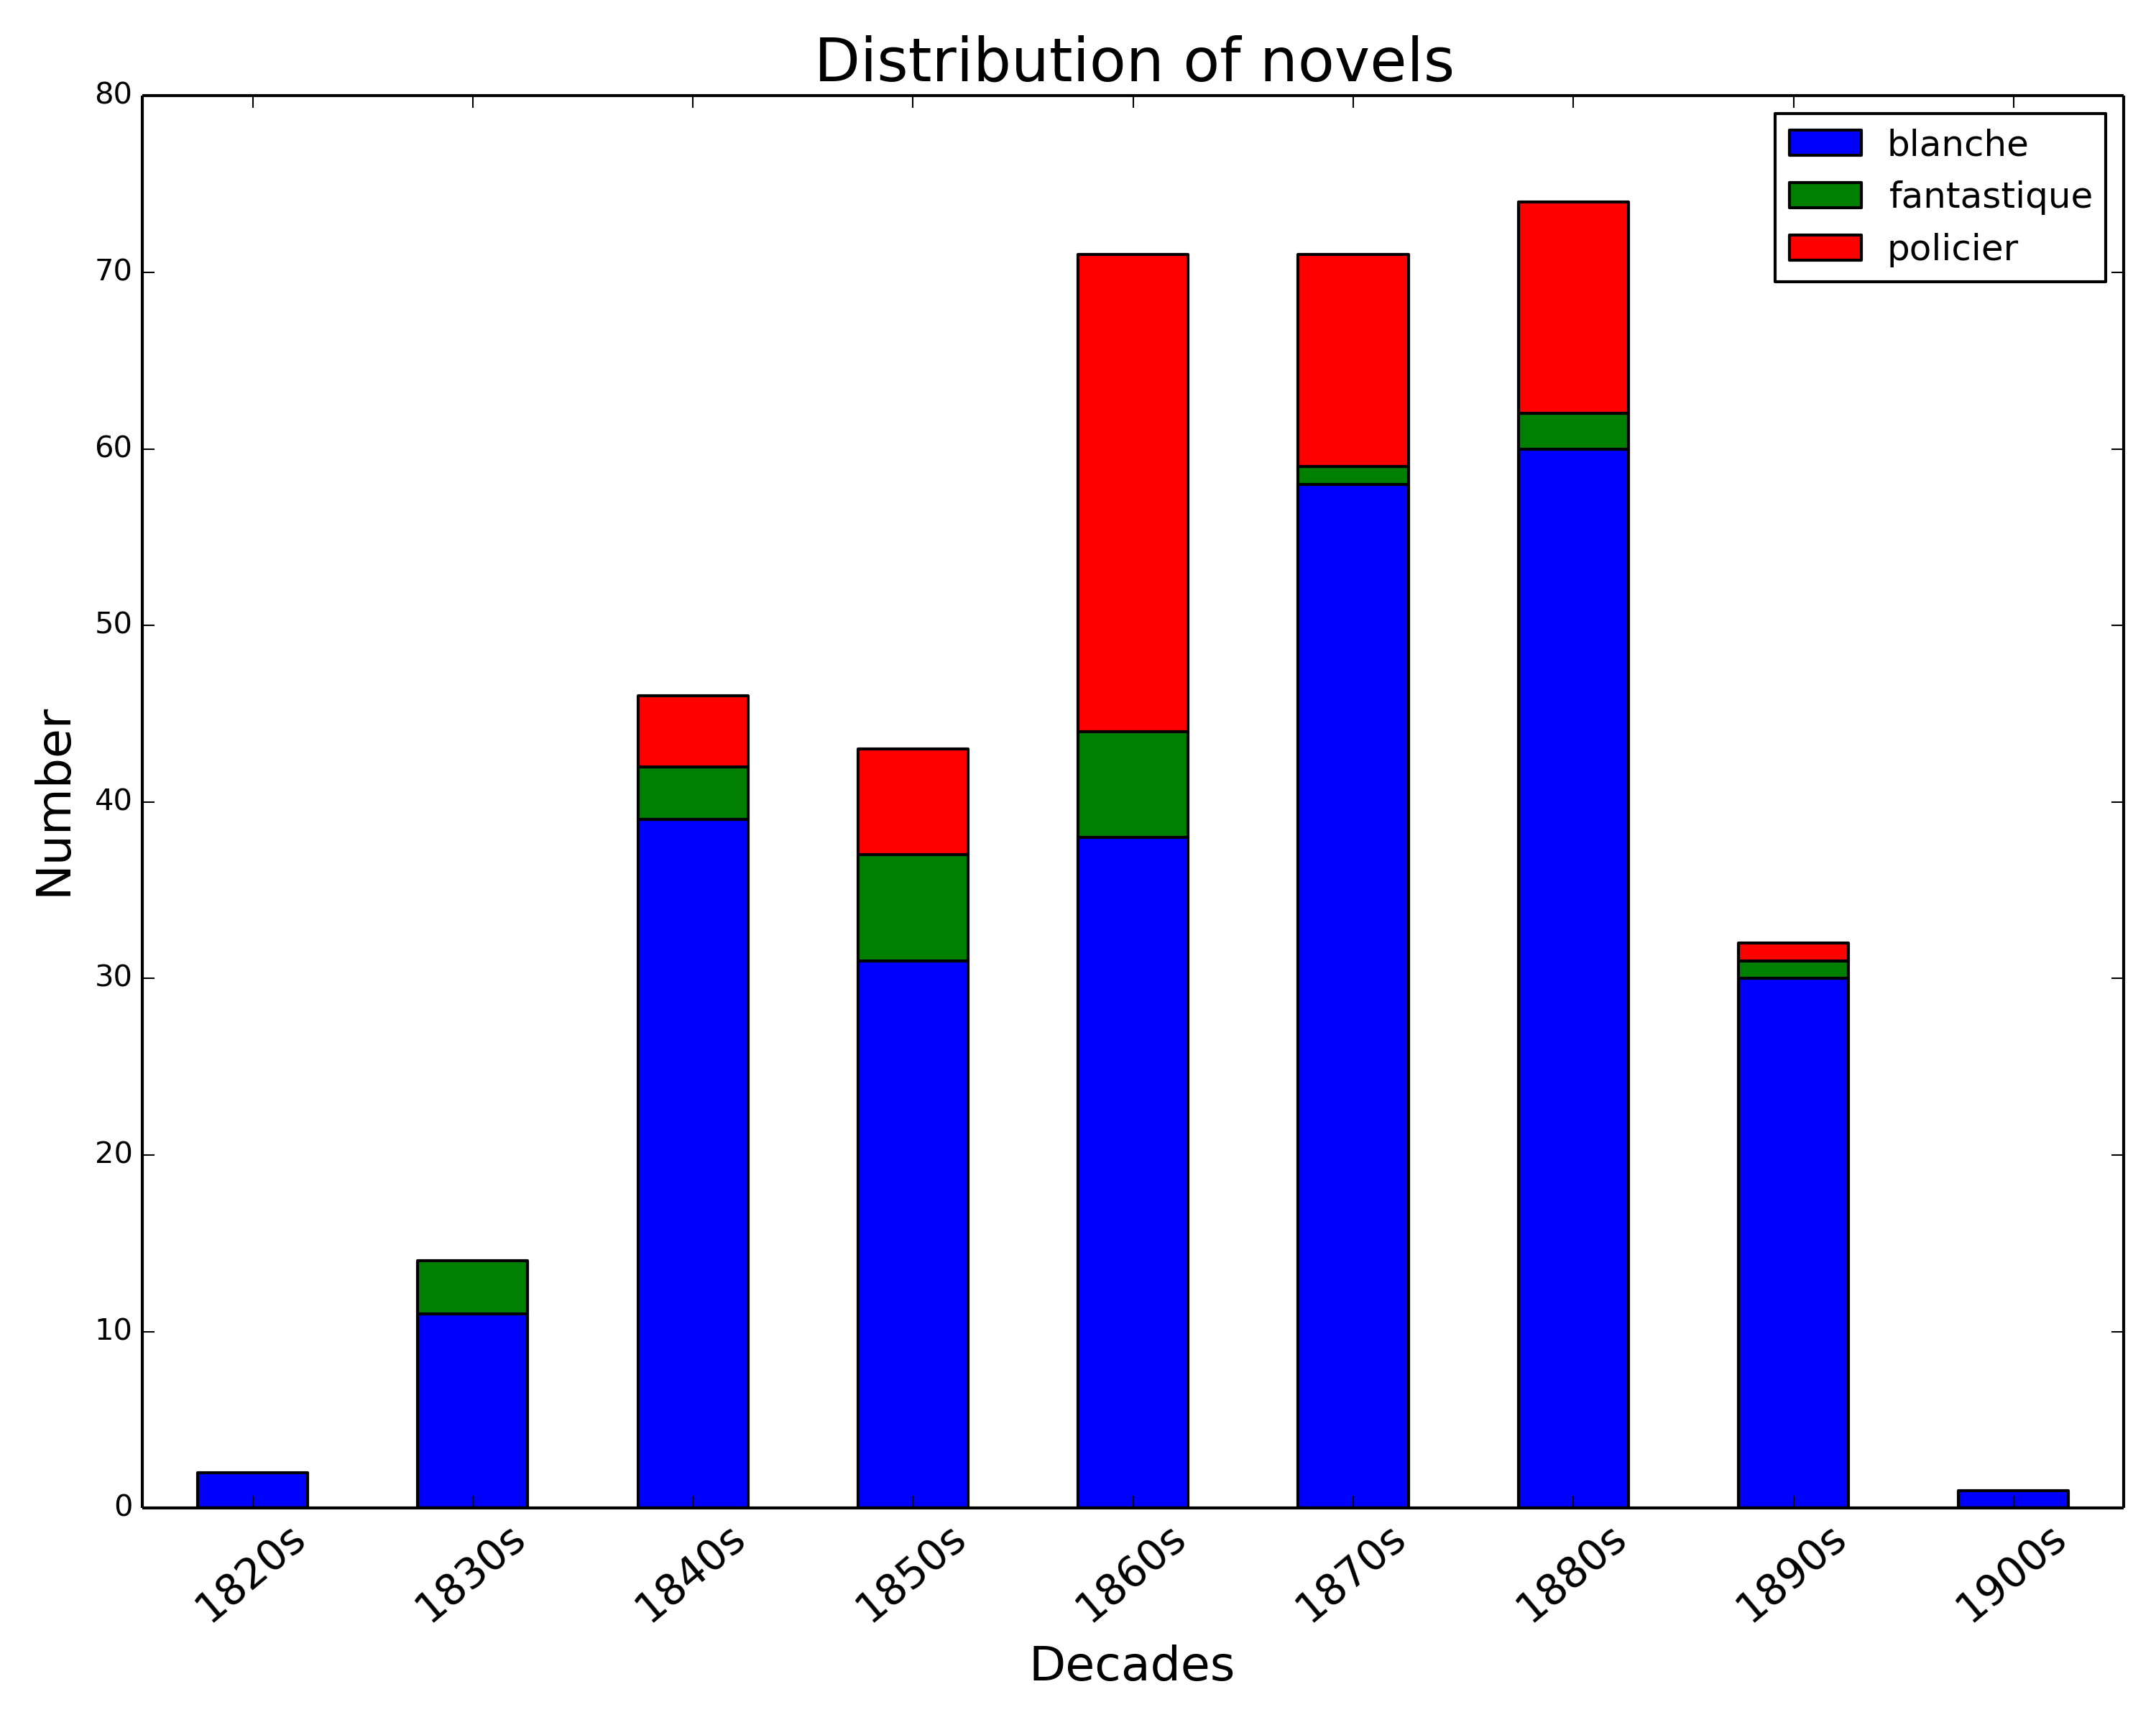 Distribution of novels
80
70
60
50
40
30
20
10
0
Number
blanche
fantastique
policier
1820s
1830s
1840s
1850s
1860s
1870s
1880s
1890s
1900s
Decades